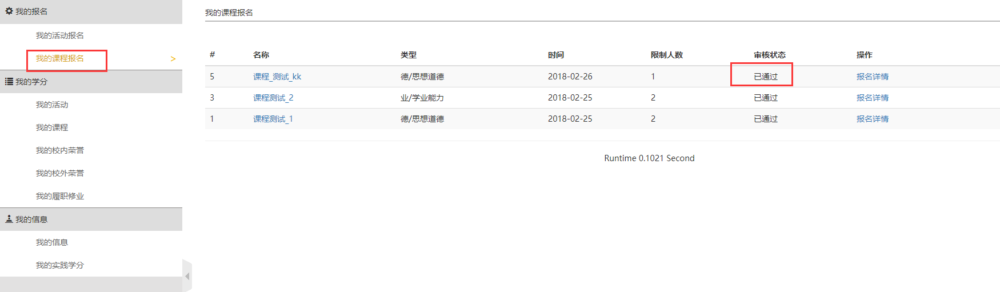 我的报名
我的活动报名
我的课程报名 >
我的学分
我的活动
我的课程
我的校内荣誉
我的校外荣誉
我的履职修业
我的信息
我的信息
我的实践学分
我的课程报名
# 名称 类型 时间 限制人数 审核状态 操作
5 课程_测试_kk 德/思想道德 2018-02-26 1 已通过 报名详情
3 课程测试_2 业/学业能力 2018-02-25 2 已通过 报名详情
1 课程测试_1 德/思想道德 2018-02-25 2 已通过 报名详情
Runtime 0.1021 Second